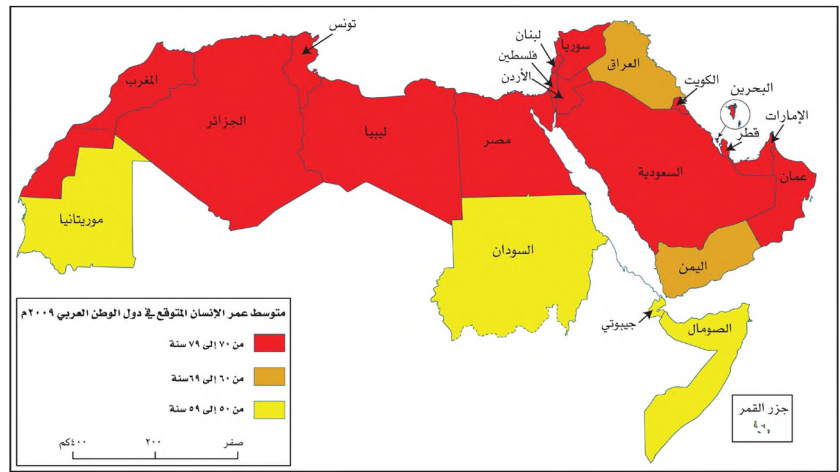 تونس
لبنان
سوريا
فلسطين
العراق
الأردن
المغرب
الكويت
البحرين
الجزائر
ليبيا
مصر
الإمارات
قطر
السعودية
عمان
موريتانيا
السودان
اليمن
جيبوتي
الصومال
جزر القمر
متوسط عمر الإنسان المتوقع في دول الوطن العربي ٢٠٠٩م
من ٧٠ إلى ٧٩ سنة
من ٦٠ إلى ٦٩ سنة
من ٥٠ إلى ٥٩ سنة
صفر ٢٠٠ ٤٠٠كم